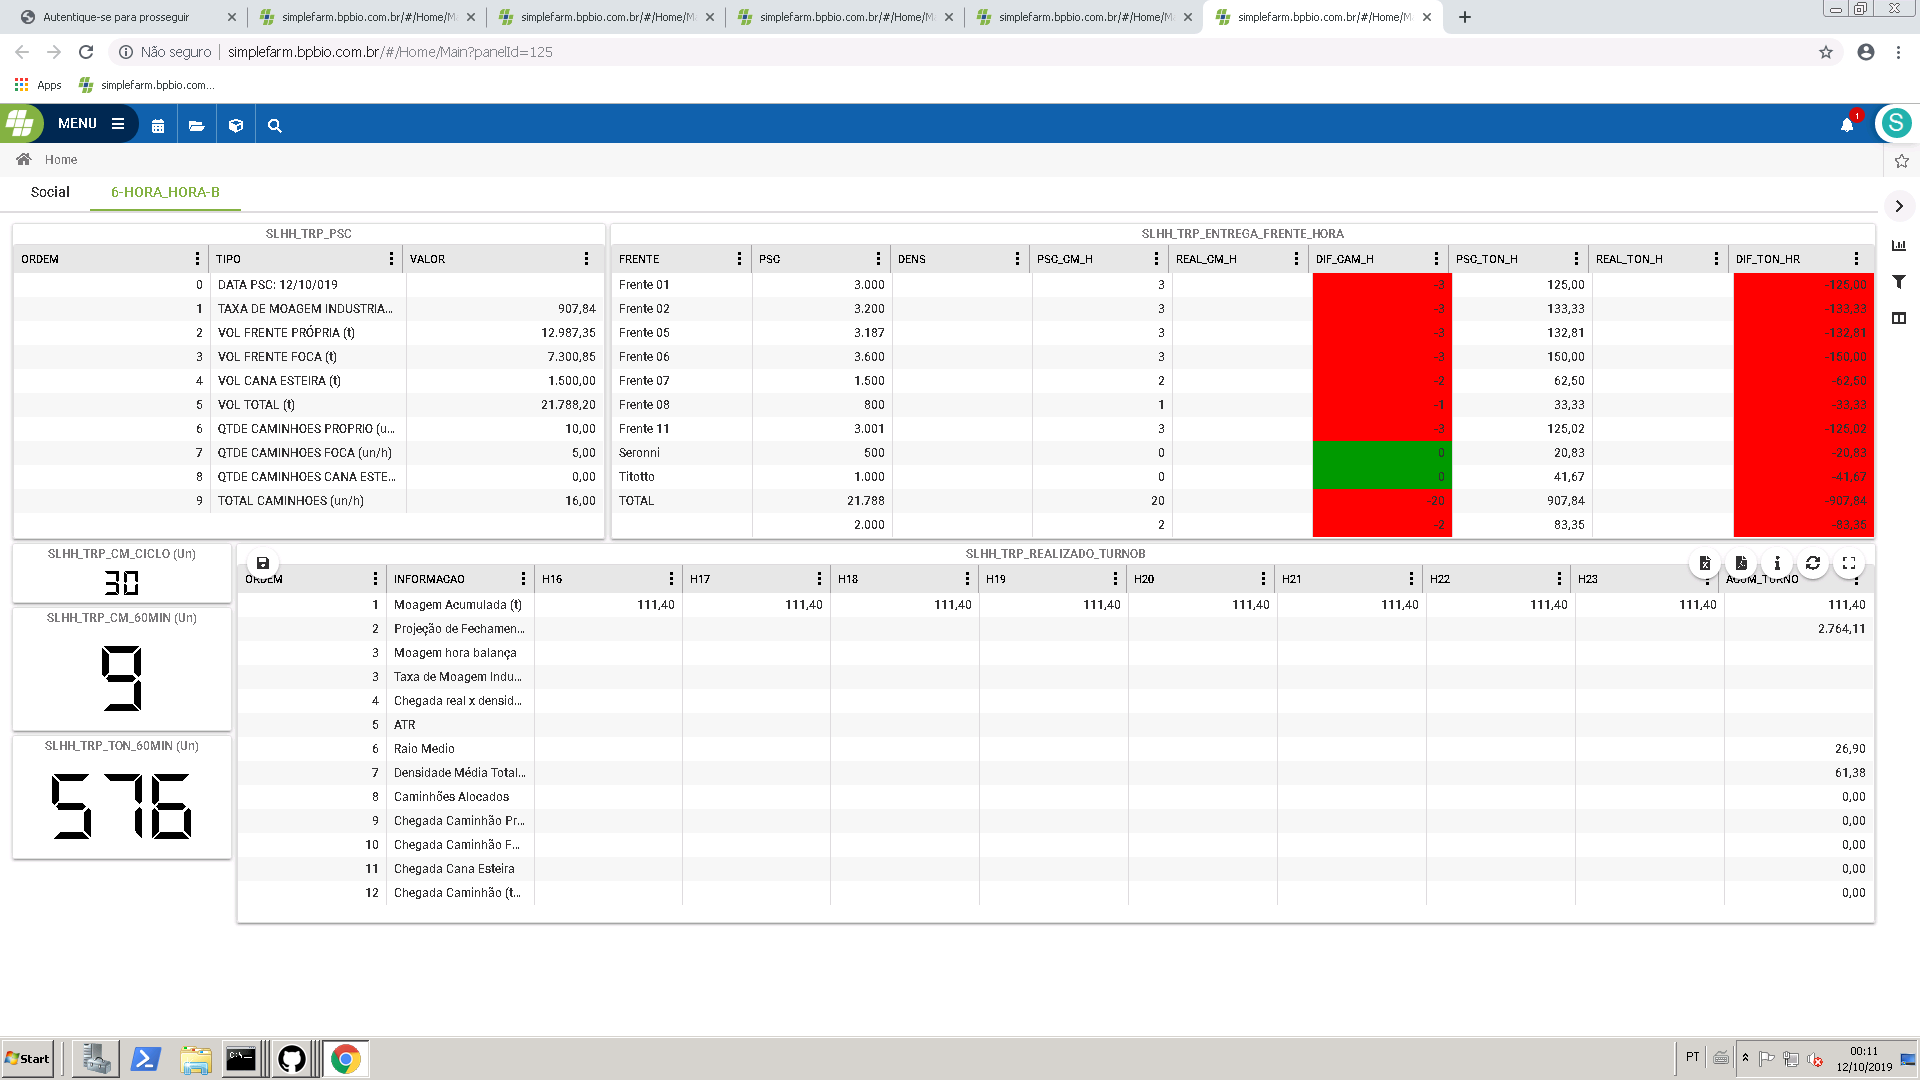 Autentique-se para prosseguir
simplefarm.bpbio.com.br/#/Home/M
simplefarm.bpbio.com.br/#/Home/M
simplefarm.bpbio.com.br/#/Home/M
simplefarm.bpbio.com.br/#/Home/M
simplefarm.bpbio.com.br/#/Home/M
Não seguro simplefarm.bpbio.com.br/#/Home/Main?panelId=125
Apps simplefarm.bpbio.com...
MENU 1 S
Home
Social 6-HORA_HORA-B
SLHH_TRP_PSC
ORDEM TIPO VALOR
0 DATA PSC: 12/10/019
1 TAXA DE MOAGEM INDUSTRIA... 907,84
2 VOL FRENTE PRÓPRIA (t) 12.987,35
3 VOL FRENTE FOCA (t) 7.300,85
4 VOL CANA ESTEIRA (t) 1.500,00
5 VOL TOTAL (t) 21.788,20
6 QTDE CAMINHOES PROPRIO (u... 10,00
7 QTDE CAMINHOES FOCA (un/h) 5,00
8 QTDE CAMINHOES CANA ESTE... 0,00
9 TOTAL CAMINHOES (un/h) 16,00
SLHH_TRP_ENTREGA_FRENTE_HORA
FRENTE PSC DENS PSC_CM_H REAL_CM_H DIF_CAM_H PSC_TON_H REAL_TON_H DIF_TON_HR
Frente 01 3.000 3 -3 125,00 -125,00
Frente 02 3.200 3 -3 133,33 -133,33
Frente 05 3.187 3 -3 132,81 -132,81
Frente 06 3.600 3 -3 150,00 -150,00
Frente 07 1.500 2 -2 62,50 -62,50
Frente 08 800 1 -1 33,33 -33,33
Frente 11 3.001 3 -3 125,02 -125,02
Seronni 500 0 0 20,83 -20,83
Titotto 1.000 0 0 41,67 -41,67
TOTAL 21.788 20 -20 907,84 -907,84
2.000 2 -2 83,35 -83,35
SLHH_TRP_CM_CICLO (Un)
30
SLHH_TRP_CM_60MIN (Un)
9
SLHH_TRP_TON_60MIN (Un)
576
SLHH_TRP_REALIZADO_TURNOB
ORDEM INFORMACAO H16 H17 H18 H19 H20 H21 H22 H23 ACUM_TURNO
1 Moagem Acumulada (t) 111,40 111,40 111,40 111,40 111,40 111,40 111,40 111,40 111,40
2 Projeção de Fechamen... 2.764,11
3 Moagem hora balança
3 Taxa de Moagem Indu...
4 Chegada real x densid...
5 ATR
6 Raio Medio 26,90
7 Densidade Média Total... 61,38
8 Caminhões Alocados 0,00
9 Chegada Caminhão Pr... 0,00
10 Chegada Caminhão F... 0,00
11 Chegada Cana Esteira 0,00
12 Chegada Caminhão (t... 0,00
Start
PT
00:11
12/10/2019